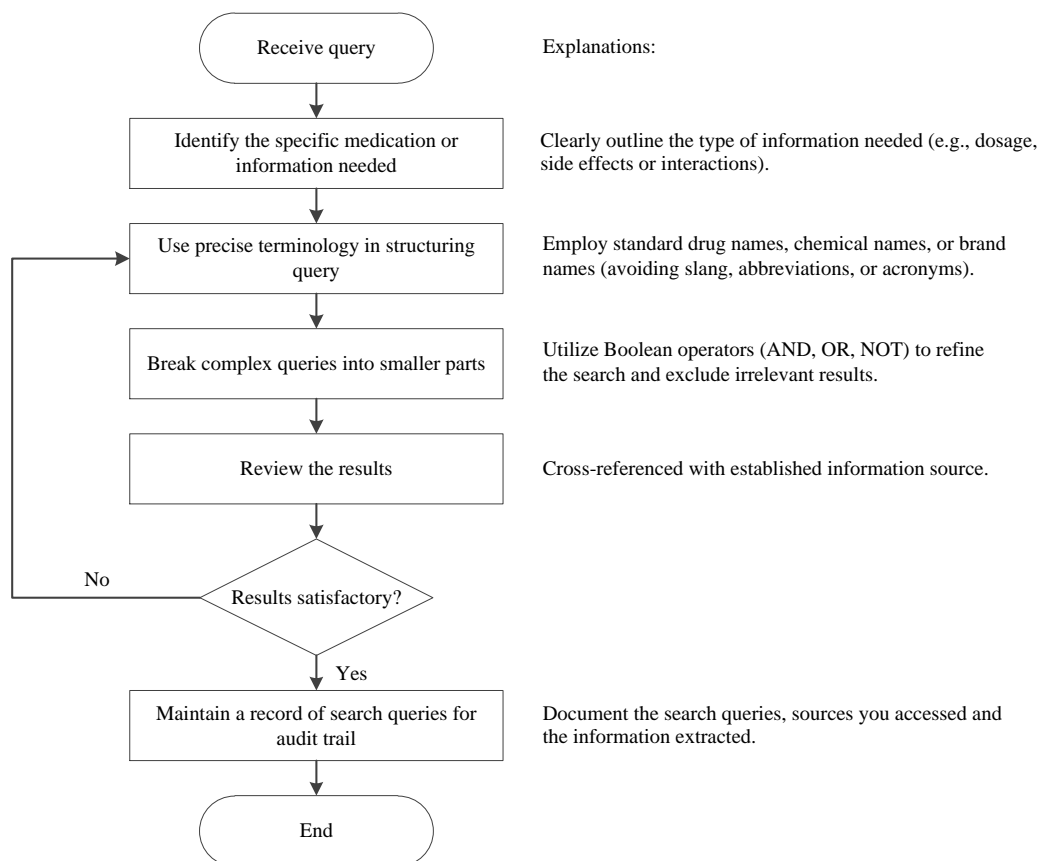 Receive query
Explanations:
Identify the specific medication or
information needed
Clearly outline the type of information needed (e.g., dosage,
side effects or interactions).
Use precise terminology in structuring
query
Employ standard drug names, chemical names, or brand
names (avoiding slang, abbreviations, or acronyms).
Break complex queries into smaller parts
Utilize Boolean operators (AND, OR, NOT) to refine
the search and exclude irrelevant results.
Review the results
Cross-referenced with established information source.
No
Results satisfactory?
Yes
Maintain a record of search queries for
audit trail
Document the search queries, sources you accessed and
the information extracted.
End